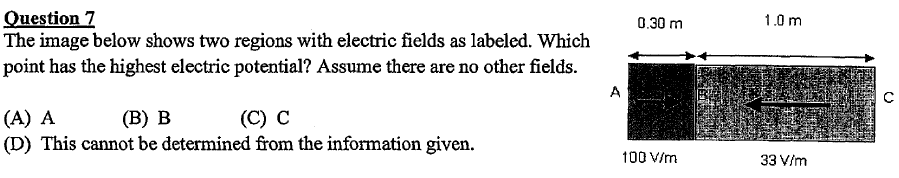 Question 7
The image below shows two regions with electric fields as labeled. Which
point has the highest electric potential? Assume there are no other fields.
(A) A (B) B (C) C
(D) This cannot be determined from the information given.
0.30 m 1.0 m
A B C
100 V/m 33 V/m